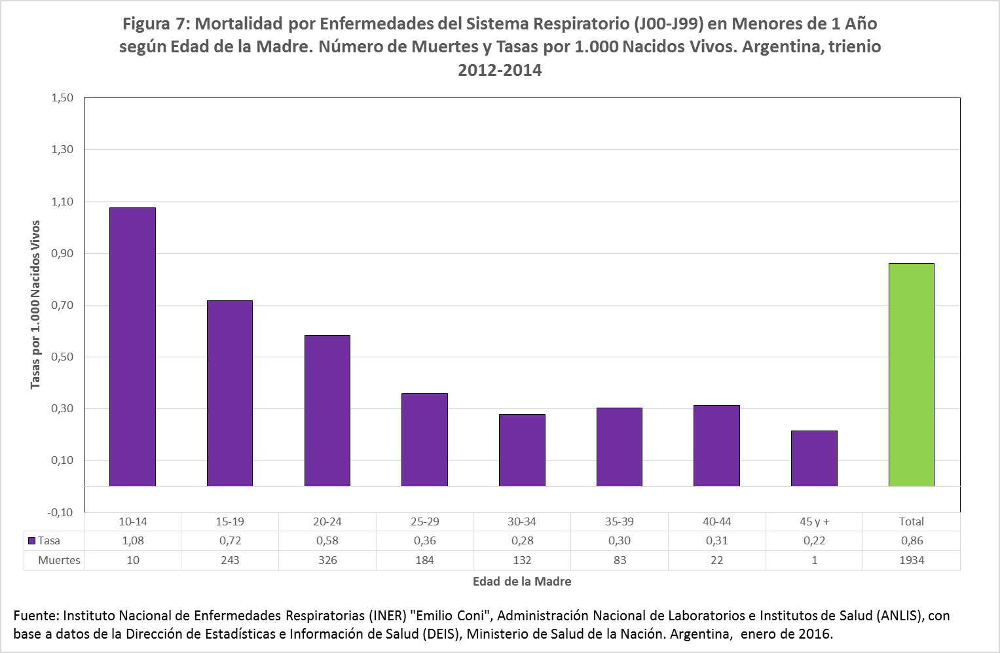 Figura 7: Mortalidad por Enfermedades del Sistema Respiratorio (J00-J99) en Menores de 1 Año
según Edad de la Madre. Número de Muertes y Tasas por 1.000 Nacidos Vivos. Argentina, trienio
2012-2014
1,50
1,30
1,10
0,90
0,70
0,50
0,30
0,10
-0,10
Tasas por 1.000 Nacidos Vivos
10-14 15-19 20-24 25-29 30-34 35-39 40-44 45 y + Total
Tasa 1,08 0,72 0,58 0,36 0,28 0,30 0,31 0,22 0,86
Muertes 10 243 326 184 132 83 22 1 1934
Edad de la Madre
Fuente: Instituto Nacional de Enfermedades Respiratorias (INER) "Emilio Coni", Administración Nacional de Laboratorios e Institutos de Salud (ANLIS), con
base a datos de la Dirección de Estadísticas e Información de Salud (DEIS), Ministerio de Salud de la Nación. Argentina, enero de 2016.